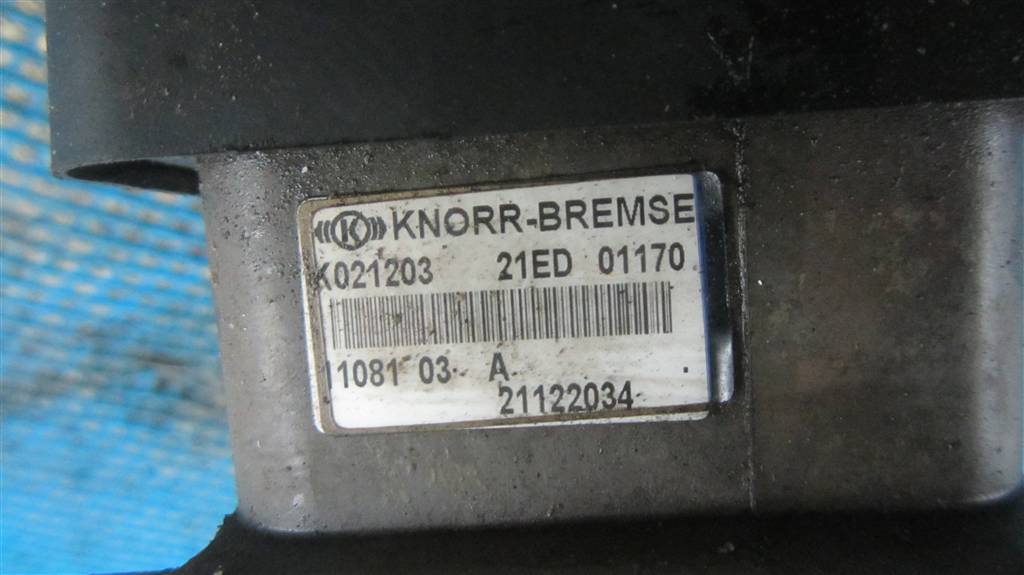 K KNORR-BREMSE
K021203 21ED 01170
11081 03 A
21122034